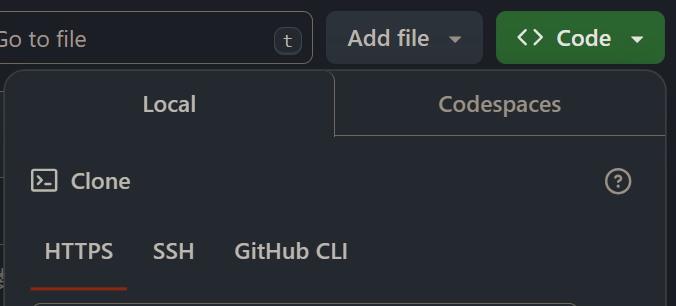 Go to file t Add file <> Code
Local Codespaces
Clone
HTTPS SSH GitHub CLI